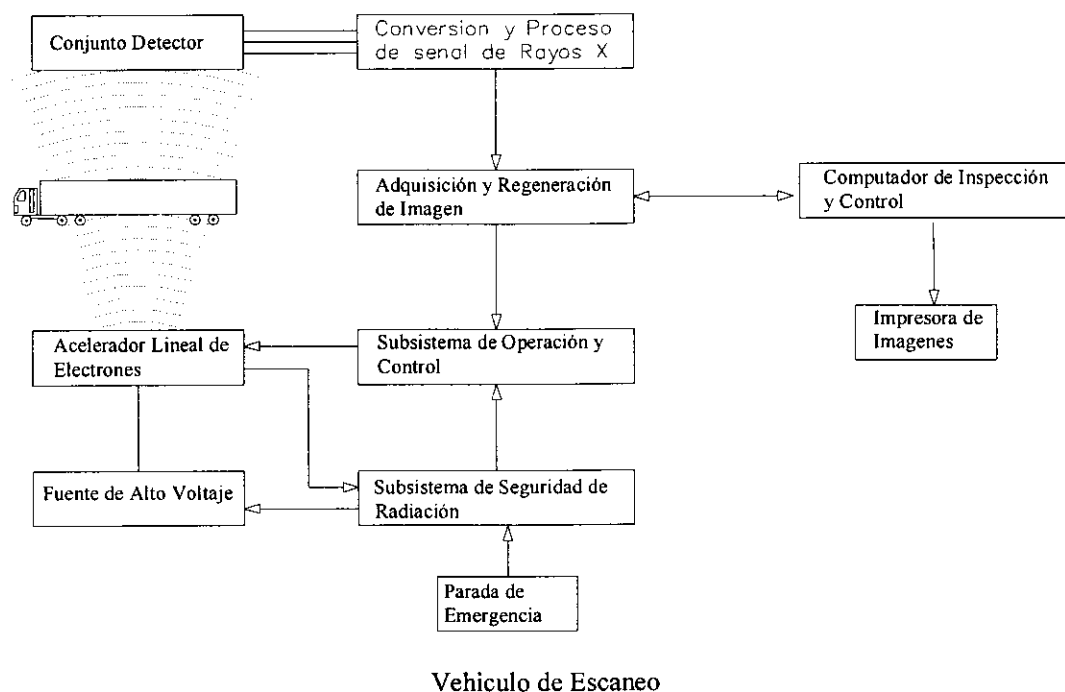 Conjunto Detector
Conversion y Proceso
de senal de Rayos X
Adquisición y Regeneración
de Imagen
Computador de Inspección
y Control
Acelerador Lineal de
Electrones
Subsistema de Operación y
Control
Impresora de
Imagenes
Fuente de Alto Voltaje
Subsistema de Seguridad de
Radiación
Parada de
Emergencia
Vehiculo de Escaneo